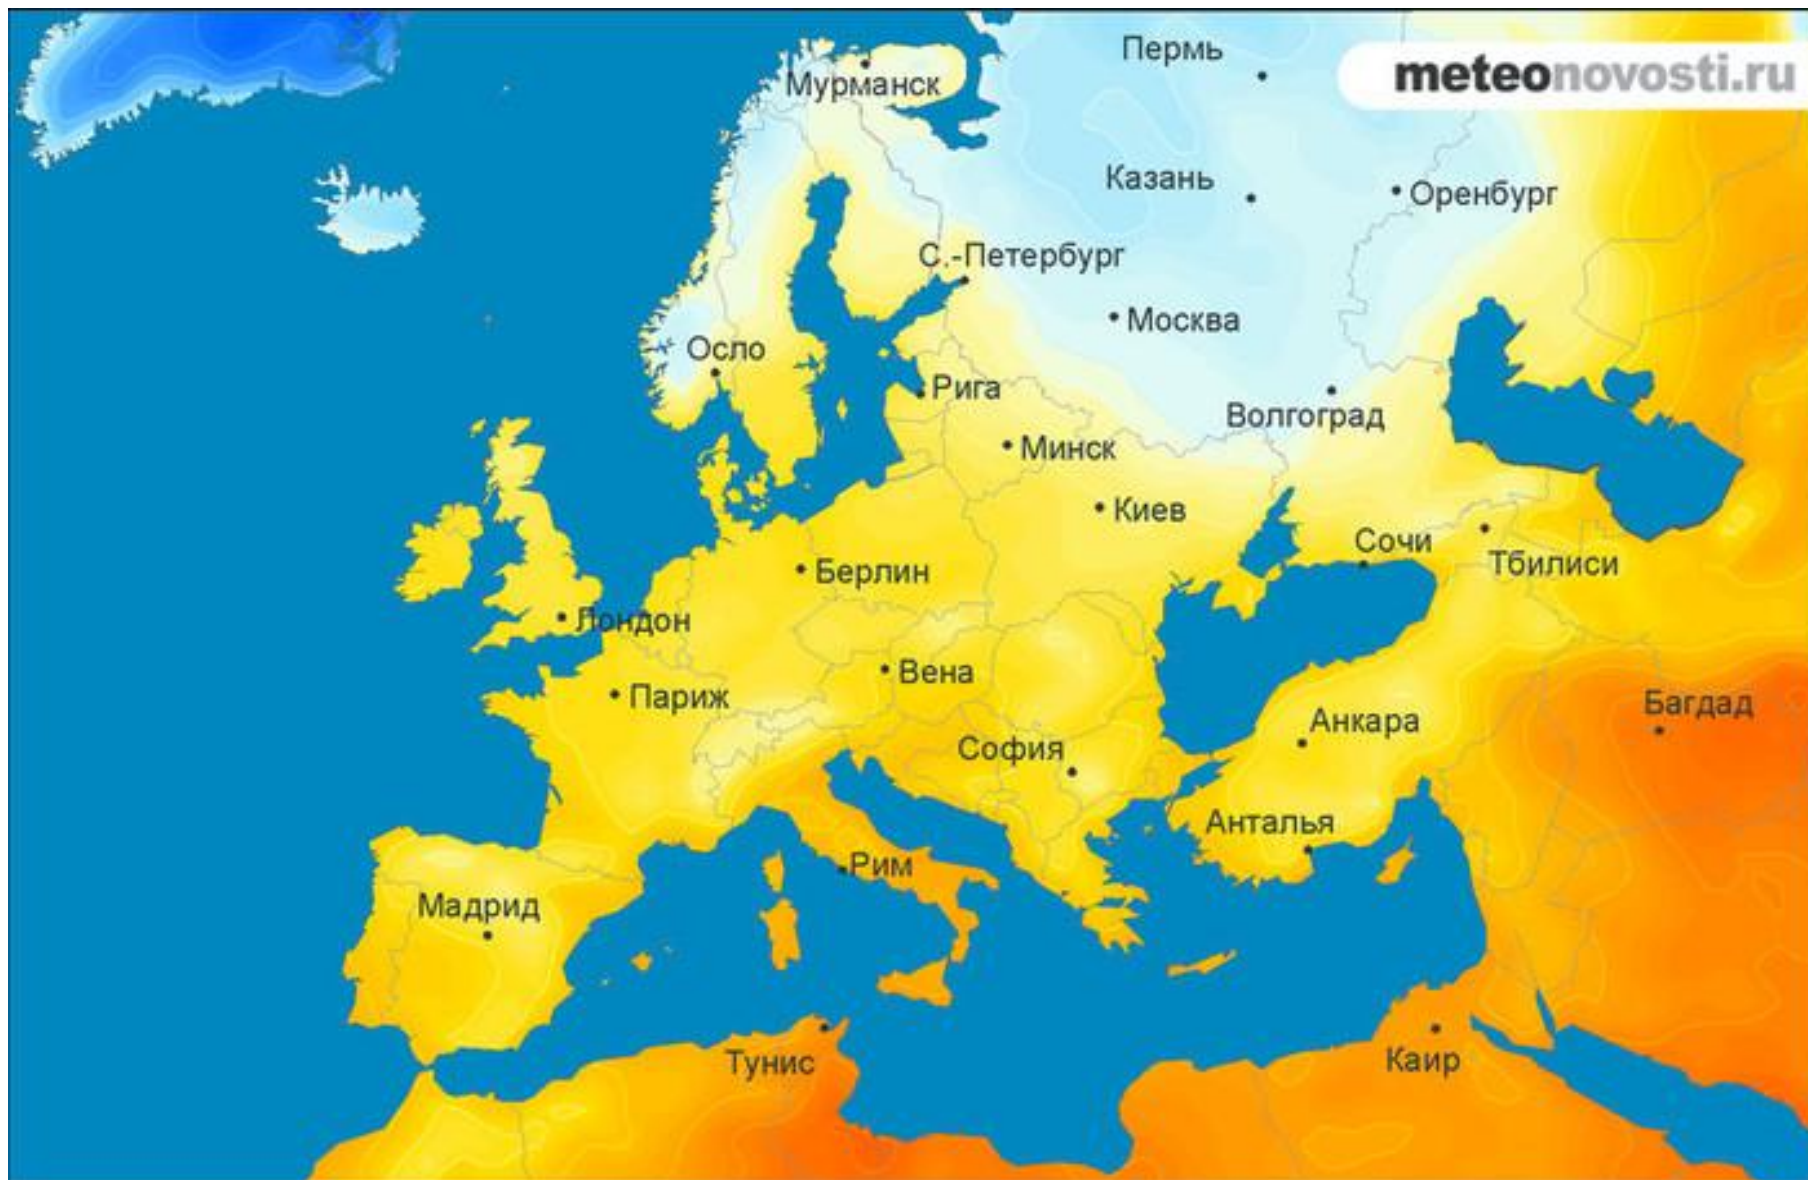 Пермь
meteonovosti.ru
Мурманск
Казань
Оренбург
С.-Петербург
Москва
Осло
Рига
Волгоград
Минск
Киев
Сочи
Тбилиси
Берлин
Лондон
Вена
Париж
Багдад
Анкара
София
Анталья
Рим
Мадрид
Тунис
Каир